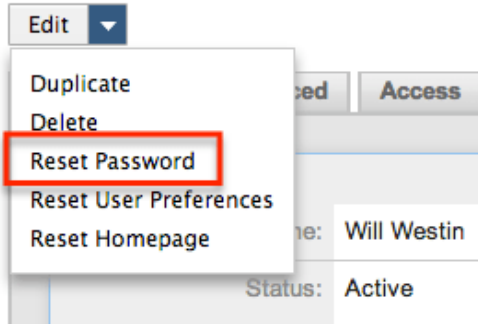 Edit
Duplicate
Delete
Reset Password
Reset User Preferences
Reset Homepage
Access
Will Westin
Status: Active